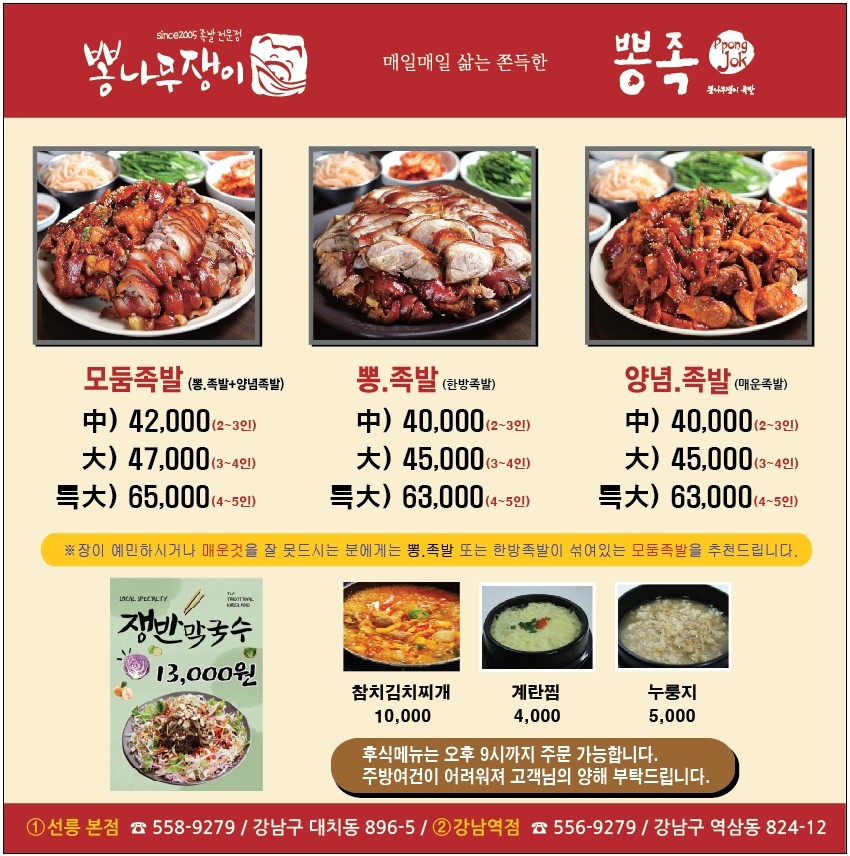 since2005 족발 전문점
뽕나무쟁이
매일매일 삶는 쫀득한
뽕족
Ppong Jok
뽕나무쟁이 족발
모둠족발 (뽕.족발+양념족발)
中) 42,000(2~3인)
大) 47,000(3~4인)
특大) 65,000(4~5인)
뽕.족발 (한방족발)
中) 40,000(2~3인)
大) 45,000(3~4인)
특大) 63,000(4~5인)
양념.족발 (매운족발)
中) 40,000(2~3인)
大) 45,000(3~4인)
특大) 63,000(4~5인)
※장이 예민하시거나 매운것을 잘 못드시는 분에게는 뽕.족발 또는 한방족발이 섞여있는 모둠족발을 추천드립니다.
LOCAL SPECIALTY
THE TRADITIONAL KOREA FOOD
쟁반막국수
13,000원
참치김치찌개
10,000
계란찜
4,000
누룽지
5,000
후식메뉴는 오후 9시까지 주문 가능합니다.
주방여건이 어려워져 고객님의 양해 부탁드립니다.
①선릉 본점 ☎ 558-9279 / 강남구 대치동 896-5 / ②강남역점 ☎ 556-9279 / 강남구 역삼동 824-12